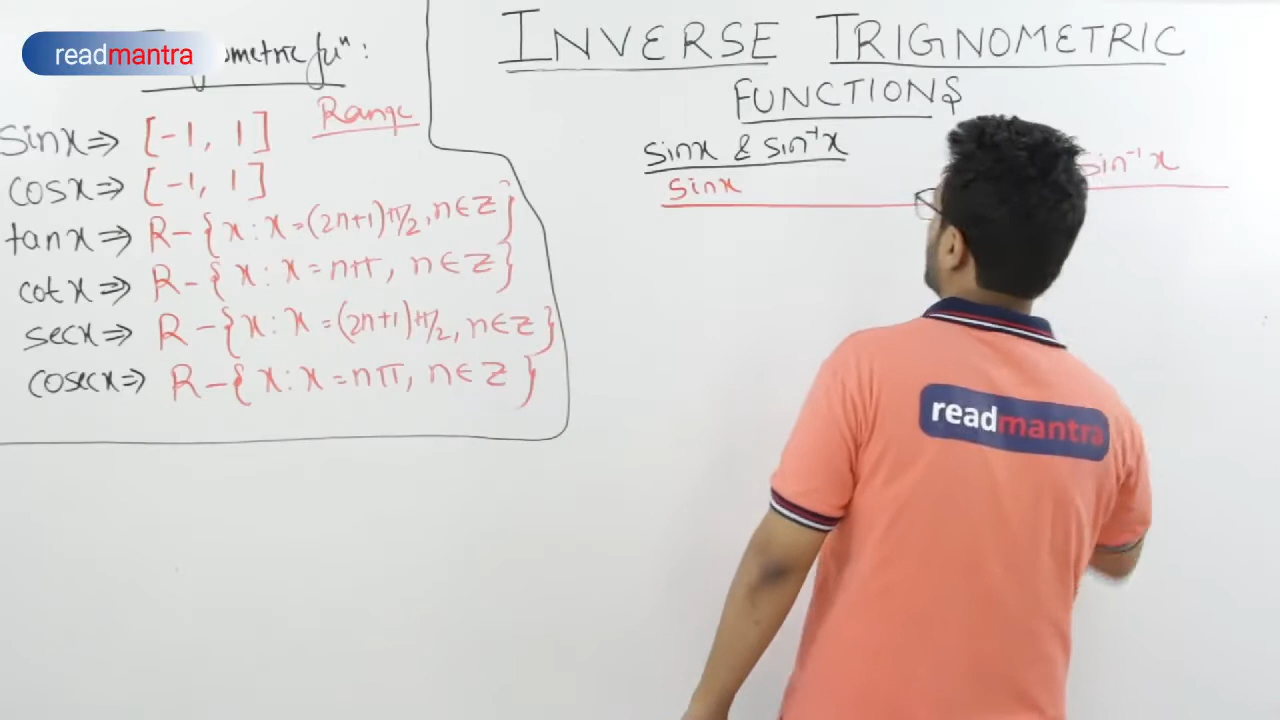 readmantra
fuⁿ :
Range
sinx ⇒ [-1, 1]
cosx ⇒ [-1, 1]
tanx ⇒ R - { x : x = (2n+1)π/2, n ∈ Z }
cotx ⇒ R - { x : x = nπ, n ∈ Z }
secx ⇒ R - { x : x = (2n+1)π/2, n ∈ Z }
cosecx ⇒ R - { x : x = nπ, n ∈ Z }
INVERSE TRIGNOMETRIC
FUNCTIONS
sinx & sin⁻¹x
sinx sin⁻¹x
readmantra